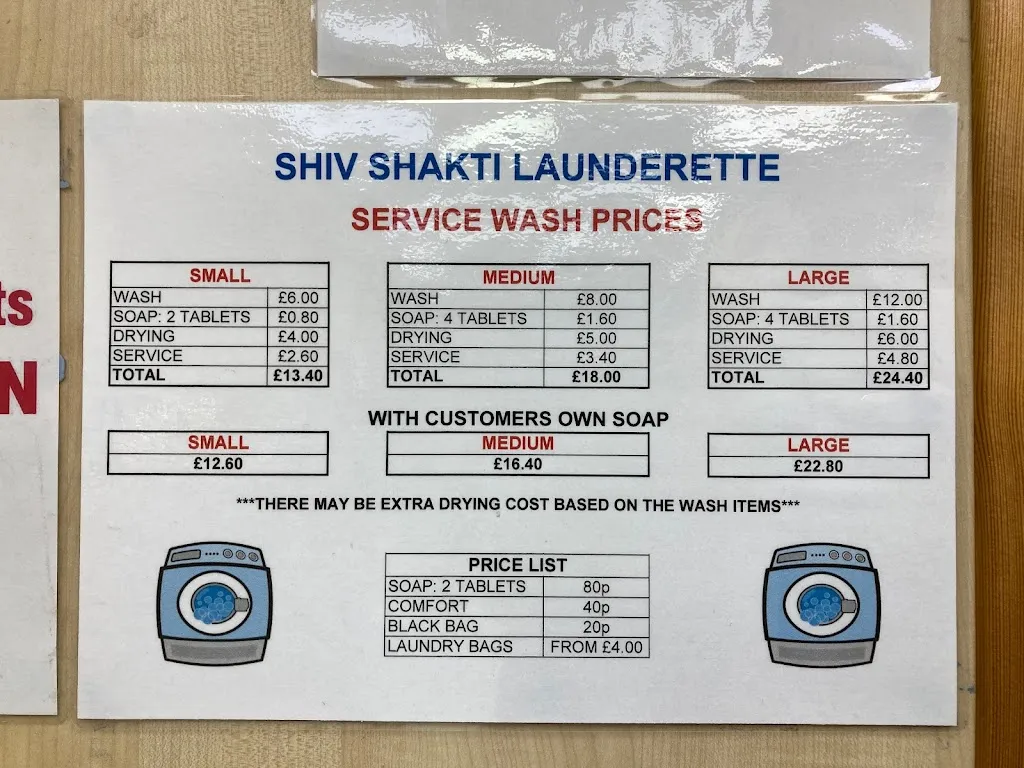 ts
N
SHIV SHAKTI LAUNDERETTE
SERVICE WASH PRICES
SMALL
WASH £6.00
SOAP: 2 TABLETS £0.80
DRYING £4.00
SERVICE £2.60
TOTAL £13.40
MEDIUM
WASH £8.00
SOAP: 4 TABLETS £1.60
DRYING £5.00
SERVICE £3.40
TOTAL £18.00
LARGE
WASH £12.00
SOAP: 4 TABLETS £1.60
DRYING £6.00
SERVICE £4.80
TOTAL £24.40
WITH CUSTOMERS OWN SOAP
SMALL
£12.60
MEDIUM
£16.40
LARGE
£22.80
***THERE MAY BE EXTRA DRYING COST BASED ON THE WASH ITEMS***
PRICE LIST
SOAP: 2 TABLETS 80p
COMFORT 40p
BLACK BAG 20p
LAUNDRY BAGS FROM £4.00